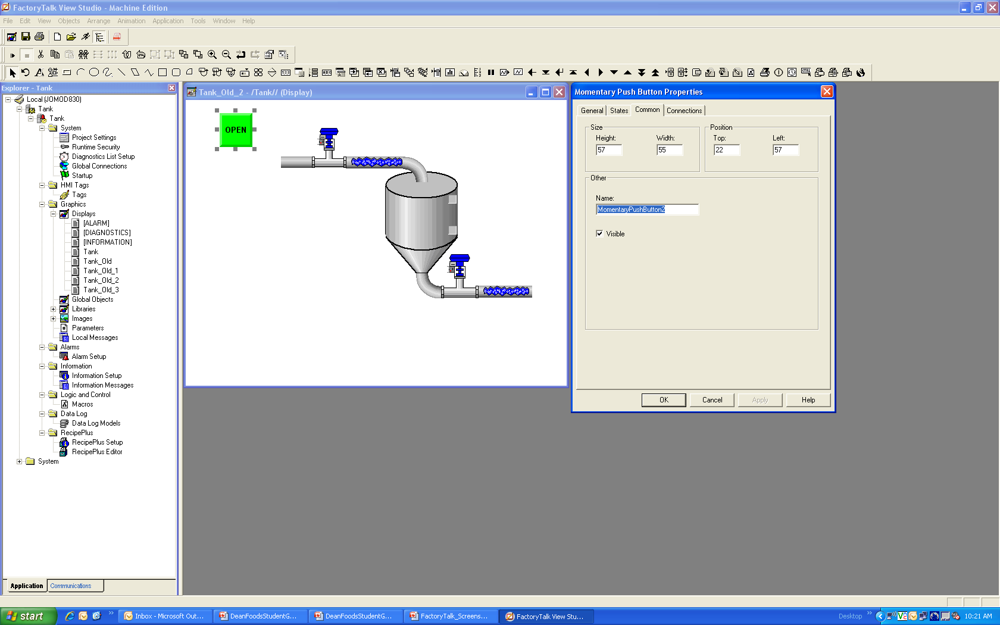 FactoryTalk View Studio - Machine Edition
File Edit View Objects Arrange Animation Application Tools Window Help
Explorer - Tank
Local (JOMOD830)
Tank
Tank
System
Project Settings
Runtime Security
Diagnostics List Setup
Global Connections
Startup
HMI Tags
Tags
Graphics
Displays
[ALARM]
[DIAGNOSTICS]
[INFORMATION]
Tank
Tank_Old
Tank_Old_1
Tank_Old_2
Tank_Old_3
Global Objects
Libraries
Images
Parameters
Local Messages
Alarms
Alarm Setup
Information
Information Setup
Information Messages
Logic and Control
Macros
Data Log
Data Log Models
RecipePlus
RecipePlus Setup
RecipePlus Editor
System
Application Communications
Tank_Old_2 - /Tank// (Display)
OPEN
Momentary Push Button Properties
General States Common Connections
Size Position
Height: Width: Top: Left:
57 55 22 57
Other
Name:
MomentaryPushButton2
Visible
OK Cancel Apply Help
start Inbox - Microsoft Out... DeanFoodsStudentG... DeanFoodsStudentG... FactoryTalk_Screens... FactoryTalk View Stu... Desktop 10:21 AM